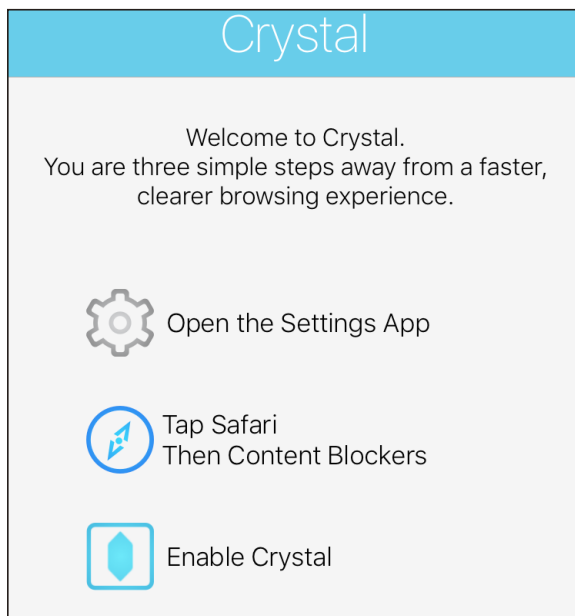 Crystal
Welcome to Crystal.
You are three simple steps away from a faster,
clearer browsing experience.
Open the Settings App
Tap Safari
Then Content Blockers
Enable Crystal